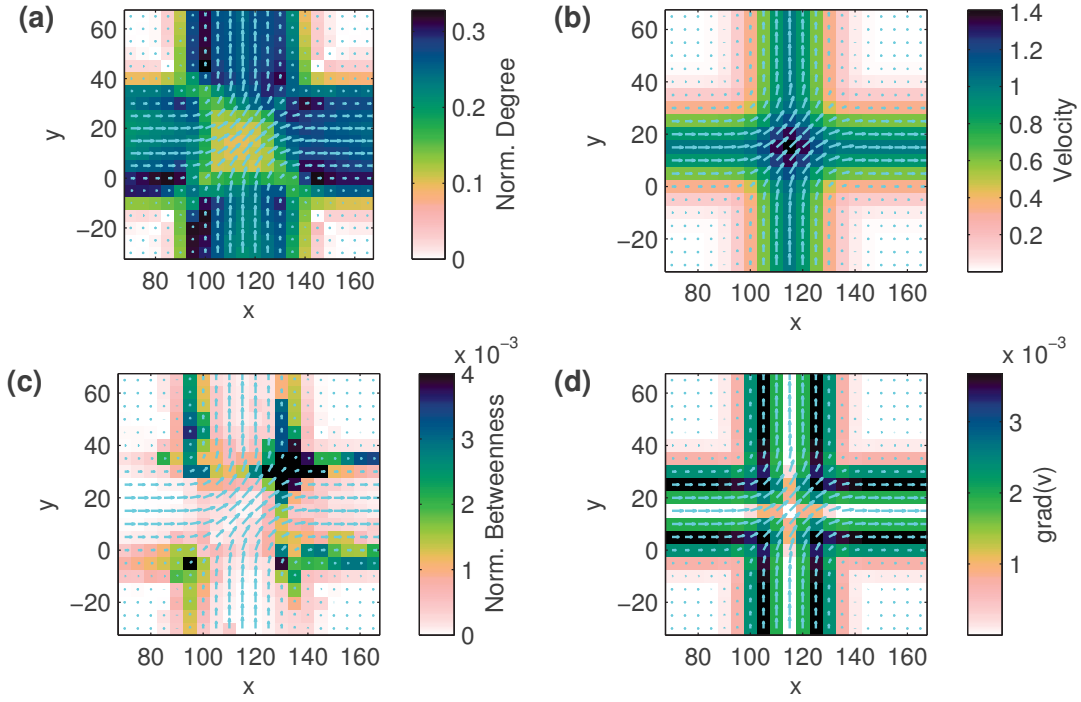 (a)
60
40
20
0
−20
y
80 100 120 140 160
x
0.3
0.2
0.1
0
Norm. Degree
(b)
60
40
20
0
−20
y
80 100 120 140 160
x
1.4
1.2
1
0.8
0.6
0.4
0.2
Velocity
(c)
60
40
20
0
−20
y
80 100 120 140 160
x
x 10⁻³
4
3
2
1
0
Norm. Betweenness
(d)
60
40
20
0
−20
y
80 100 120 140 160
x
x 10⁻³
3
2
1
grad(v)